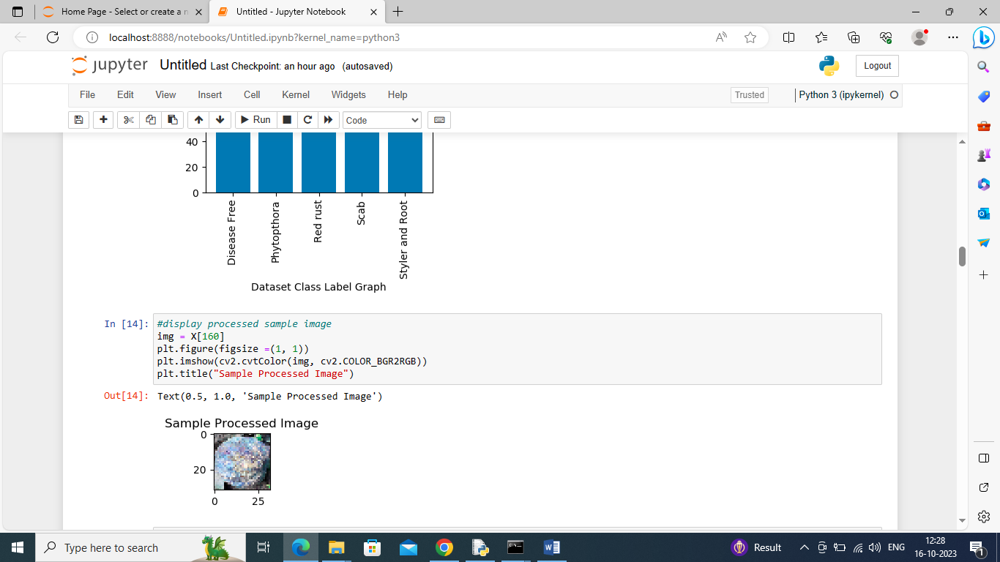 Home Page - Select or create a n
Untitled - Jupyter Notebook
localhost:8888/notebooks/Untitled.ipynb?kernel_name=python3
jupyter Untitled Last Checkpoint: an hour ago (autosaved)
Logout
File Edit View Insert Cell Kernel Widgets Help
Trusted
Python 3 (ipykernel)
Run
Code
40
20
0
Disease Free
Phytopthora
Red rust
Scab
Styler and Root
Dataset Class Label Graph
In [14]:
#display processed sample image
img = X[160]
plt.figure(figsize =(1, 1))
plt.imshow(cv2.cvtColor(img, cv2.COLOR_BGR2RGB))
plt.title("Sample Processed Image")
Out[14]: Text(0.5, 1.0, 'Sample Processed Image')
Sample Processed Image
0
20
0 25
Type here to search
Result
ENG
12:28
16-10-2023
1